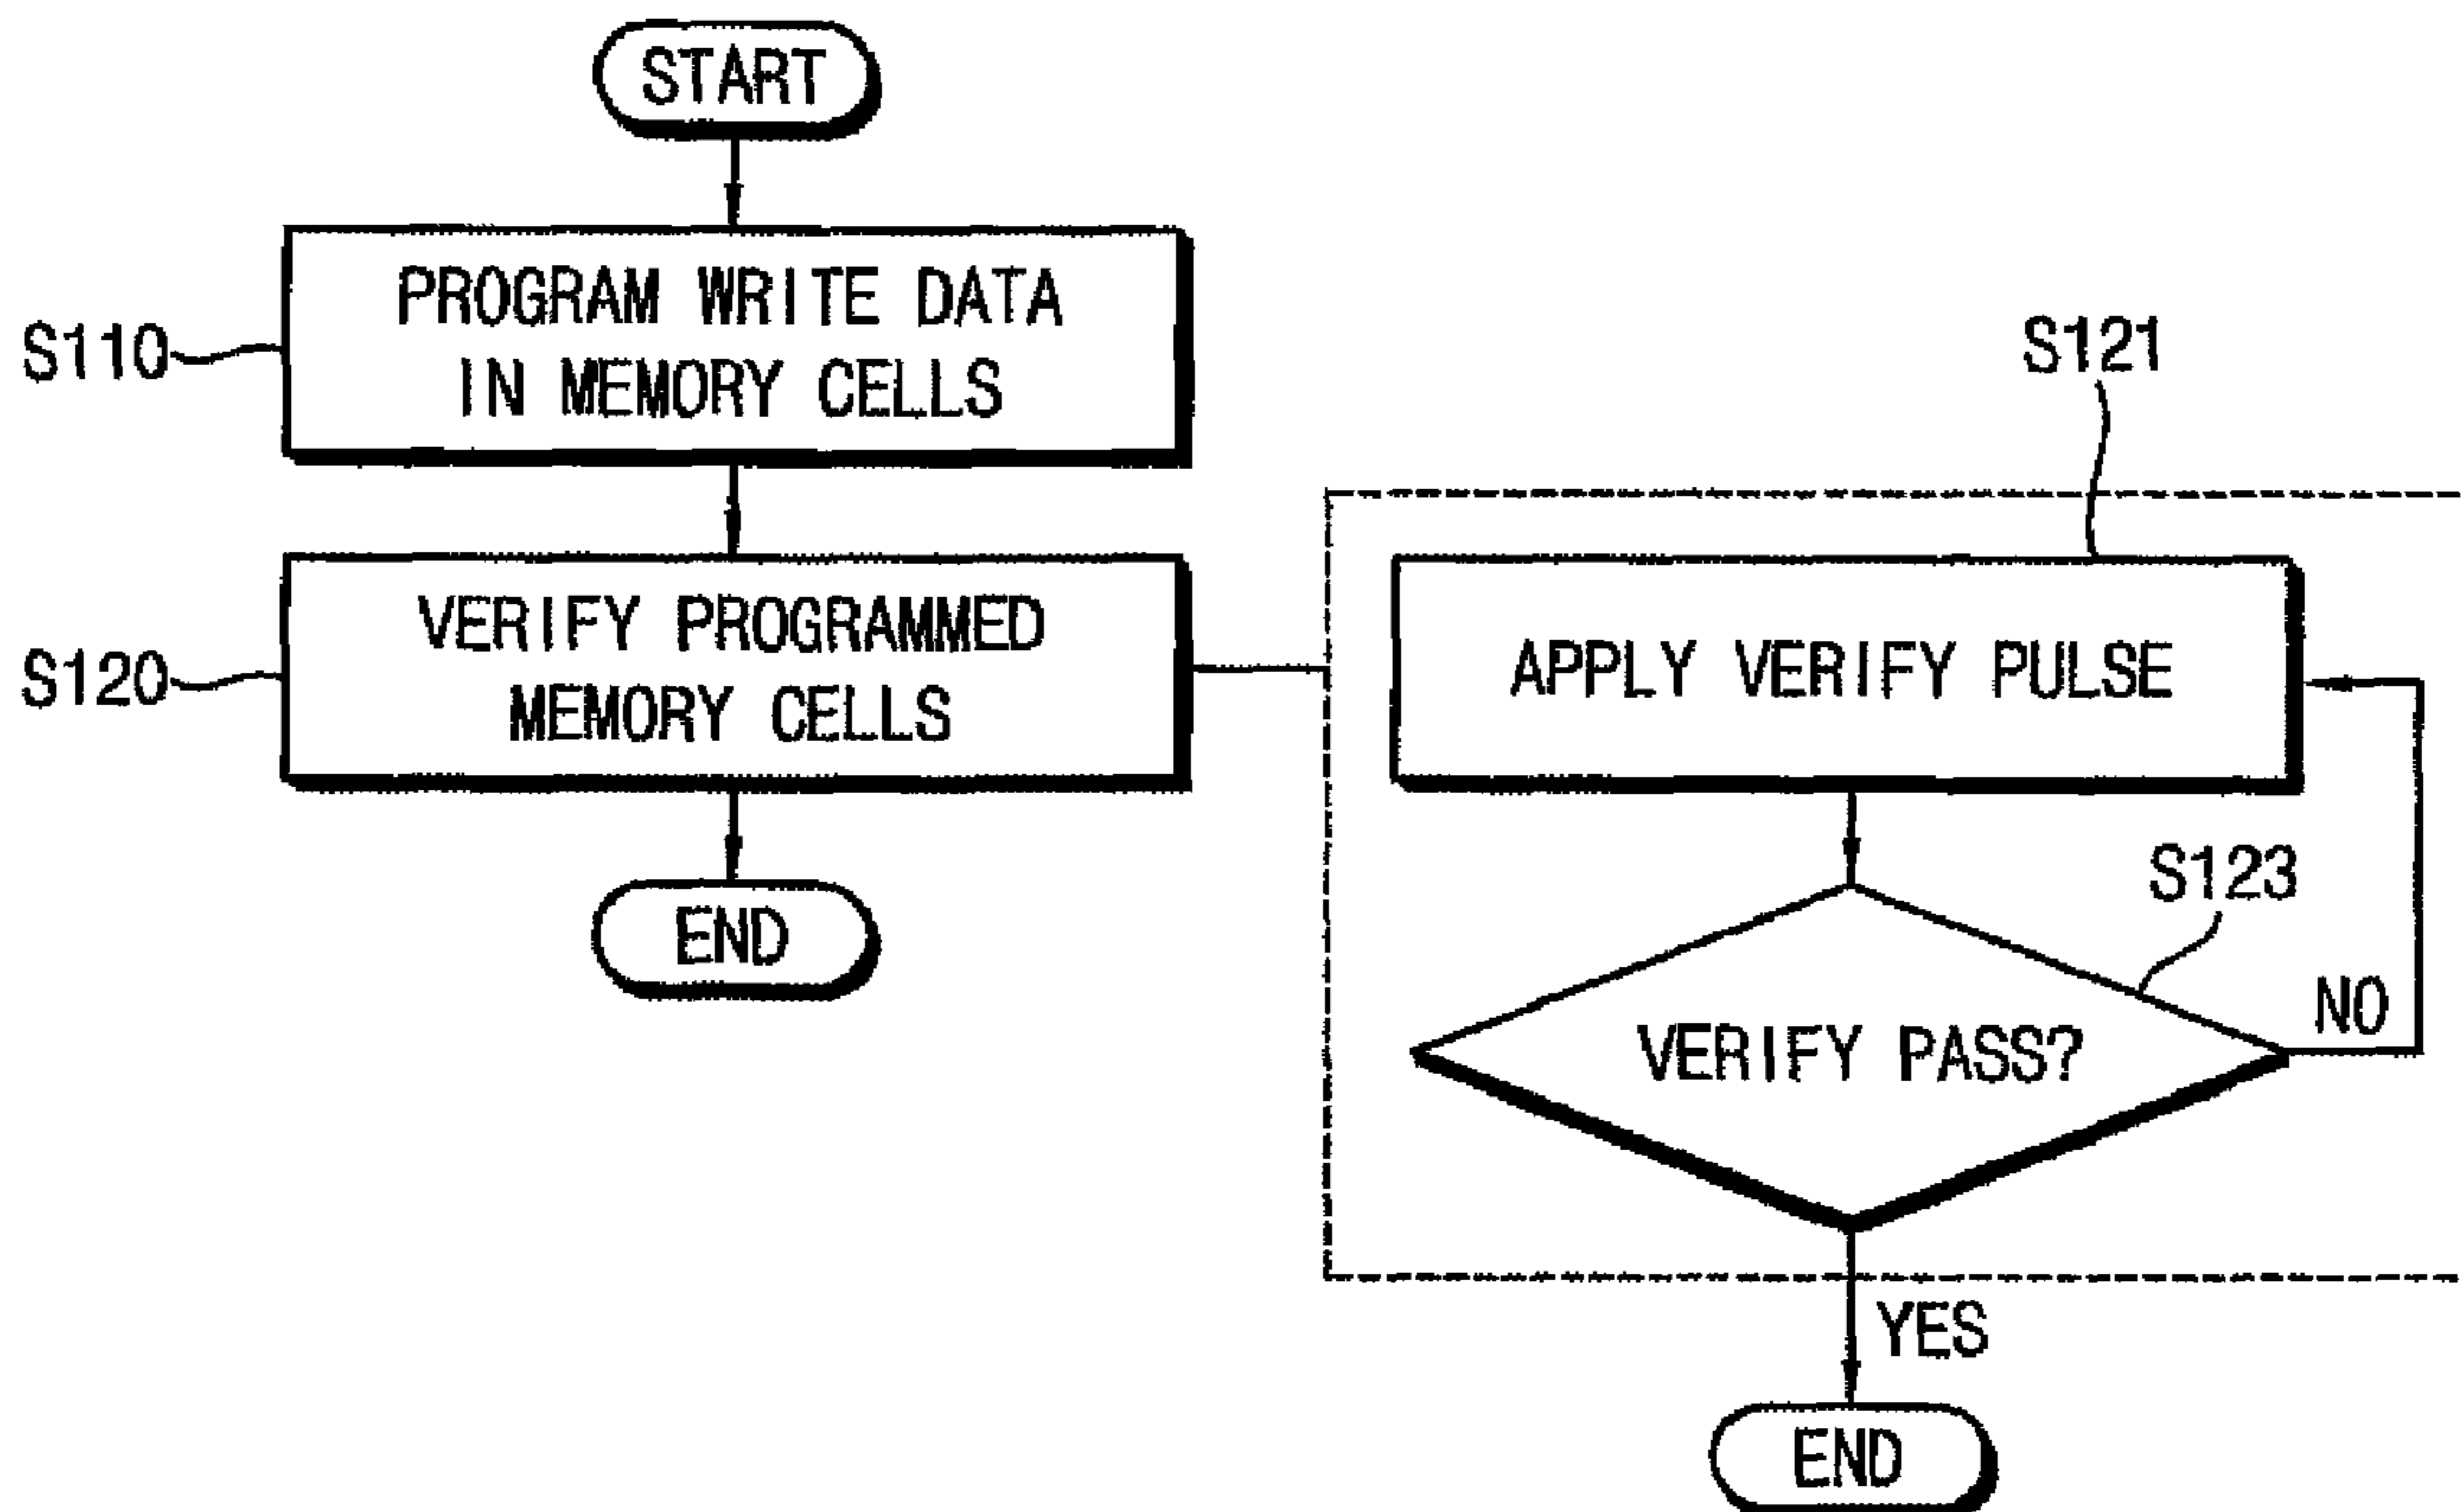 START
S110
PROGRAM WRITE DATA
IN MEMORY CELLS
S120
VERIFY PROGRAMMED
MEMORY CELLS
END
S121
APPLY VERIFY PULSE
S123
VERIFY PASS?
NO
YES
END